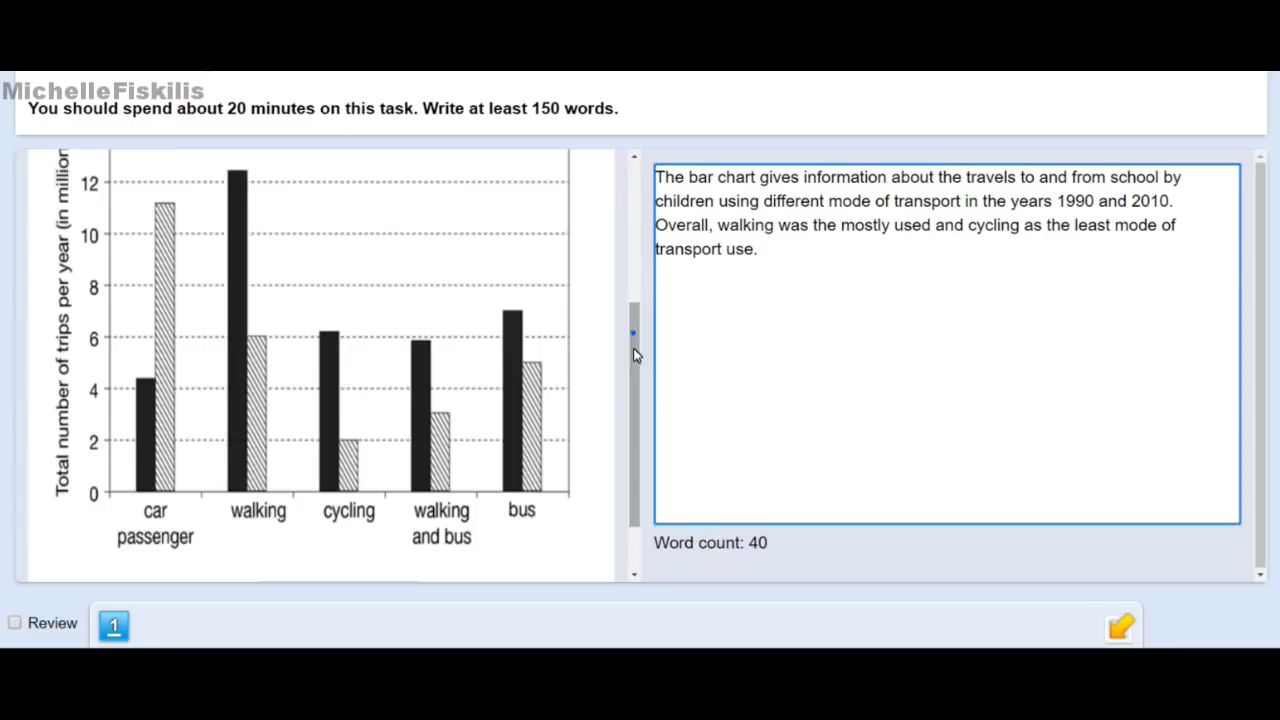 MichelleFiskilis
You should spend about 20 minutes on this task. Write at least 150 words.
Total number of trips per year (in million
12
10
8
6
4
2
0
car passenger
walking
cycling
walking and bus
bus
The bar chart gives information about the travels to and from school by
children using different mode of transport in the years 1990 and 2010.
Overall, walking was the mostly used and cycling as the least mode of
transport use.
Word count: 40
Review
1